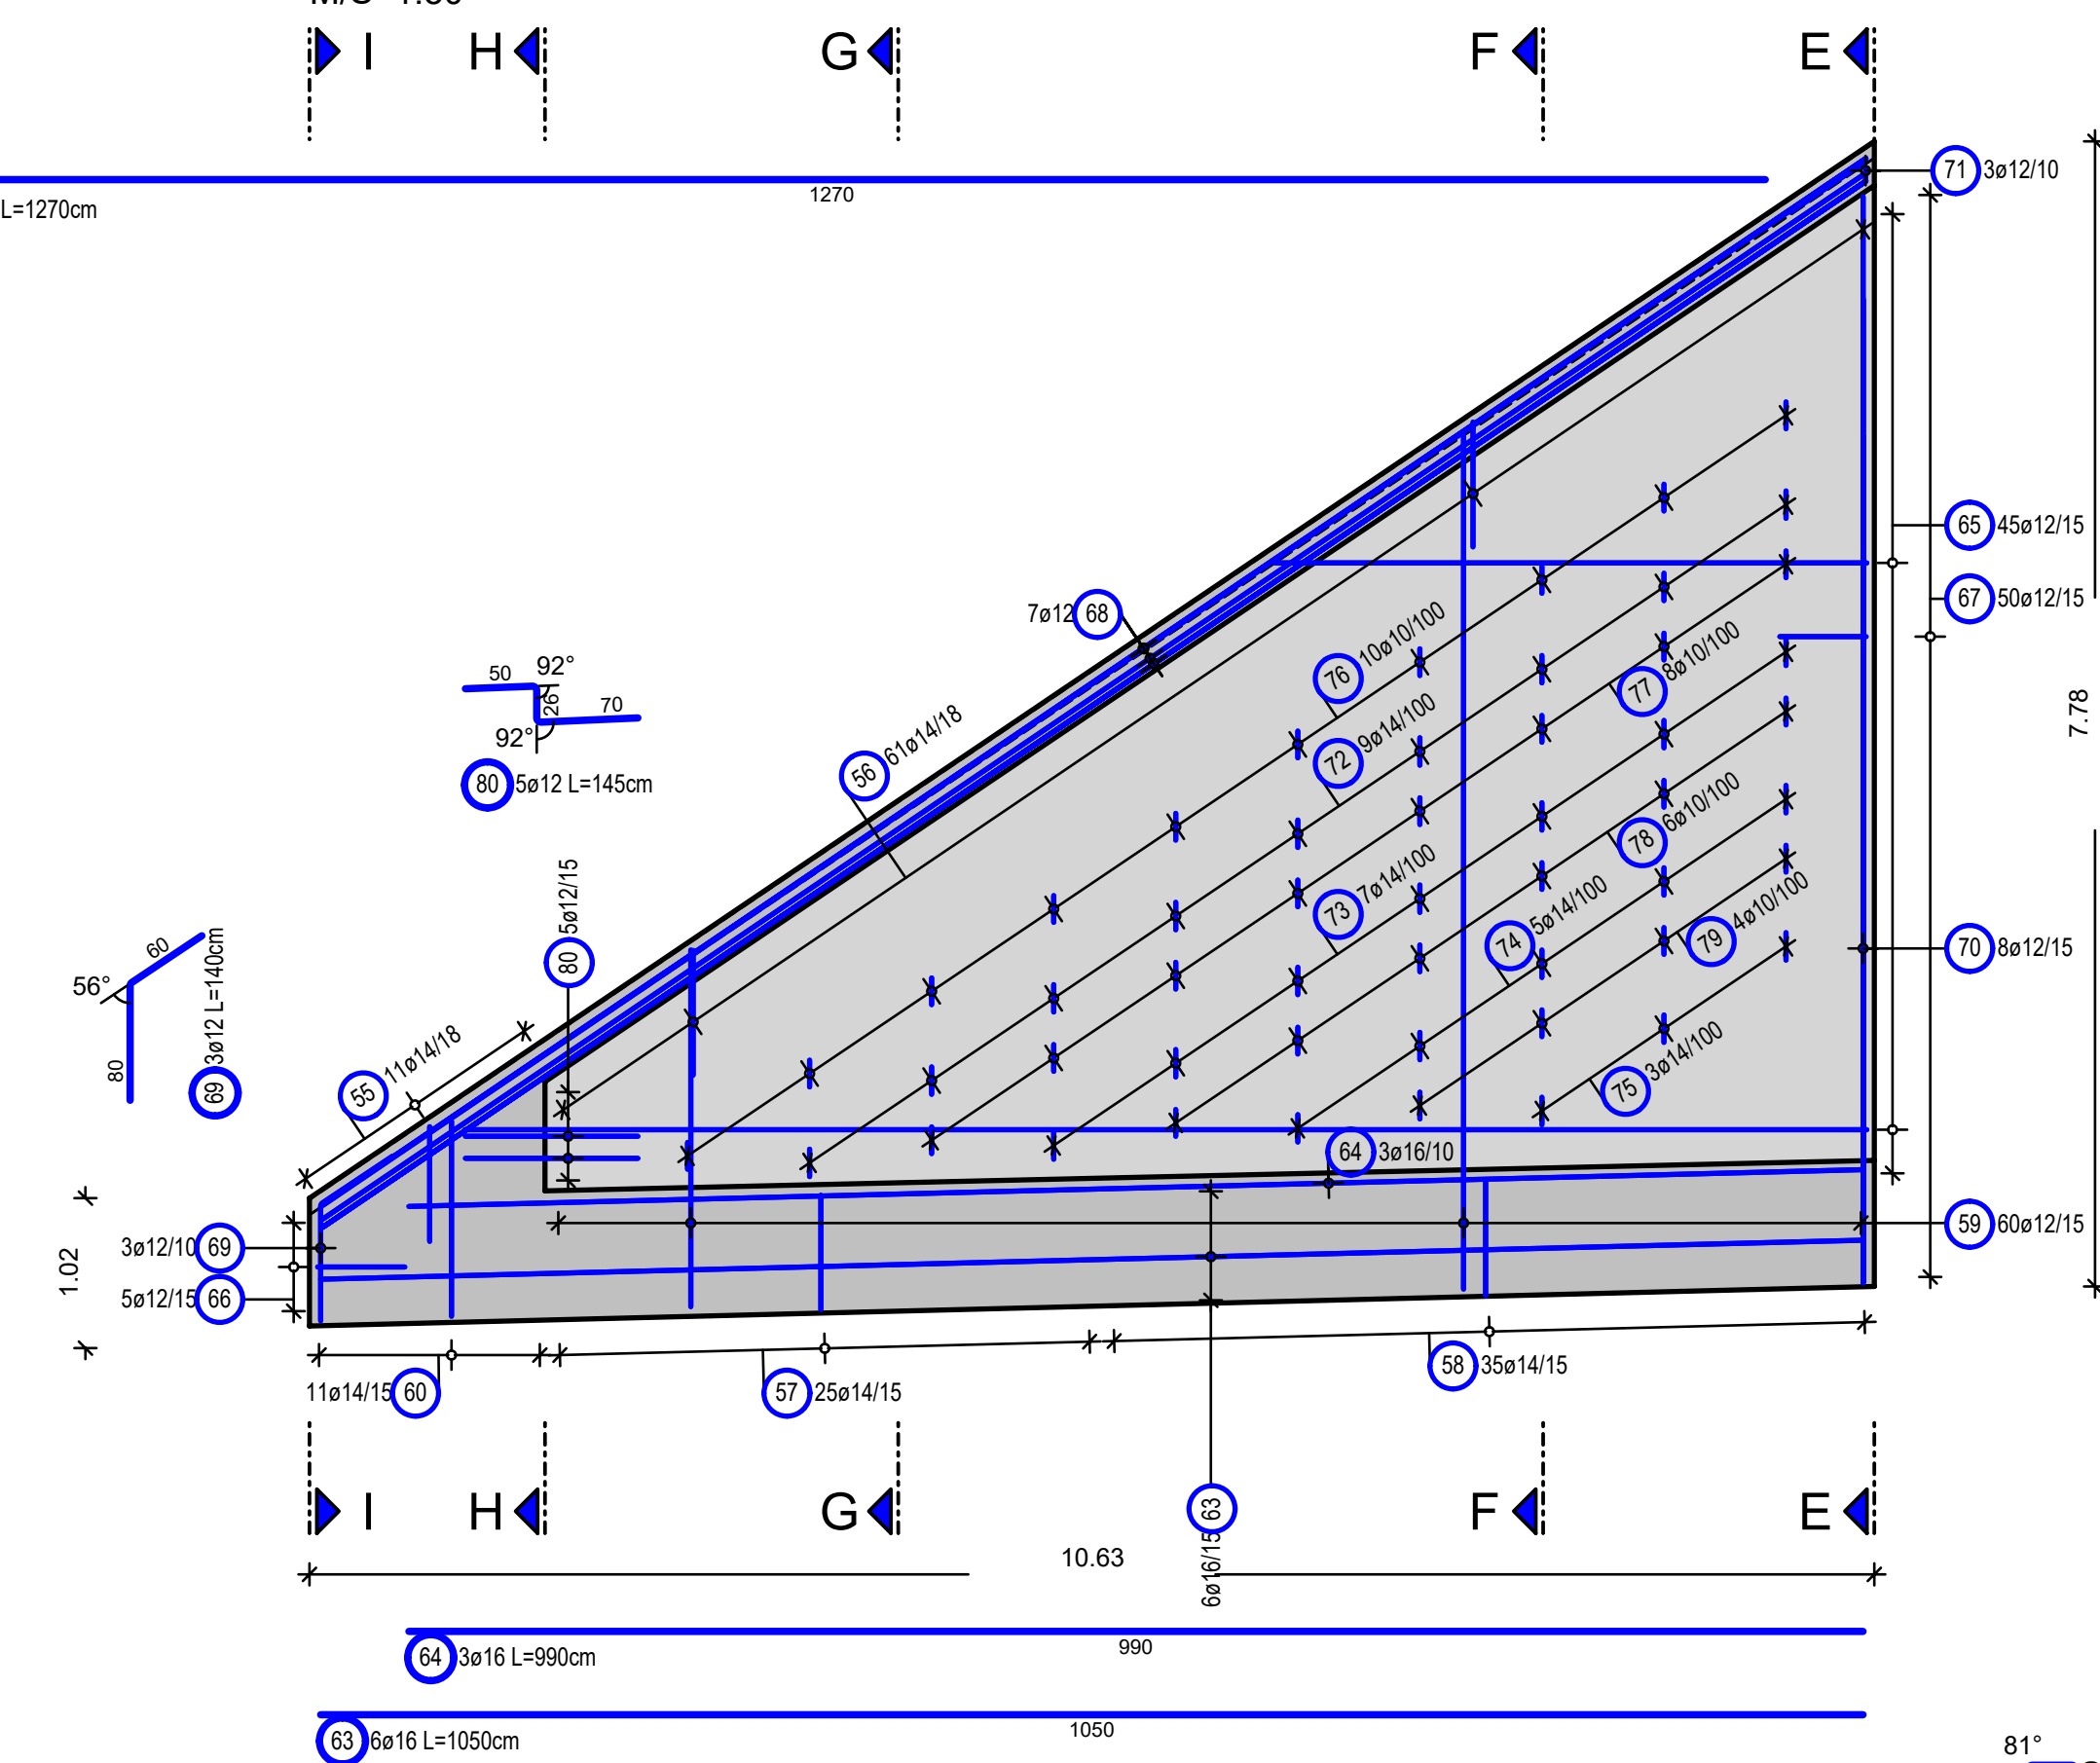 I H G F E
71 3ø12/10
1270
L=1270cm
65 45ø12/15
67 50ø12/15
7ø12 68
76 10ø10/100
77 8ø10/100
72 9ø14/100
7.78
50 92°
26
70
92°
80 5ø12 L=145cm
56 61ø14/18
78 6ø10/100
73 7ø14/100
74 5ø14/100
79 4ø10/100
80 5ø12/15
70 8ø12/15
60
56°
80
69 3ø12 L=140cm
55 11ø14/18
75 3ø14/100
64 3ø16/10
59 60ø12/15
3ø12/10 69
1.02
5ø12/15 66
11ø14/15 60
57 25ø14/15
58 35ø14/15
I H G F E
6ø16/15 63
10.63
990
64 3ø16 L=990cm
1050
63 6ø16 L=1050cm
81°